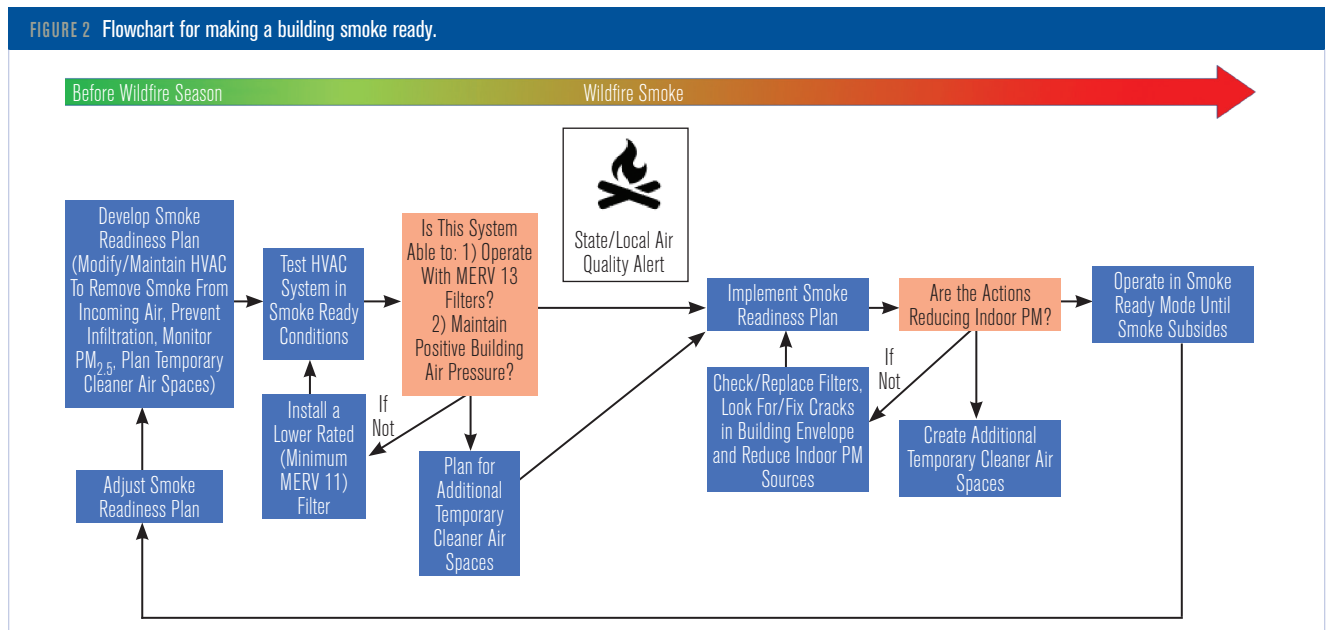 FIGURE 2 Flowchart for making a building smoke ready.
Before Wildfire Season
Wildfire Smoke
State/Local Air
Quality Alert
Develop Smoke
Readiness Plan
(Modify/Maintain HVAC
To Remove Smoke From
Incoming Air, Prevent
Infiltration, Monitor
PM2.5, Plan Temporary
Cleaner Air Spaces)
Test HVAC
System in
Smoke Ready
Conditions
Is This System
Able to: 1) Operate
With MERV 13
Filters?
2) Maintain
Positive Building
Air Pressure?
If
Not
Install a
Lower Rated
(Minimum
MERV 11)
Filter
Plan for
Additional
Temporary
Cleaner Air
Spaces
Implement Smoke
Readiness Plan
Are the Actions
Reducing Indoor PM?
If
Not
Check/Replace Filters,
Look For/Fix Cracks
in Building Envelope
and Reduce Indoor PM
Sources
Create Additional
Temporary Cleaner Air
Spaces
Operate in Smoke
Ready Mode Until
Smoke Subsides
Adjust Smoke
Readiness Plan